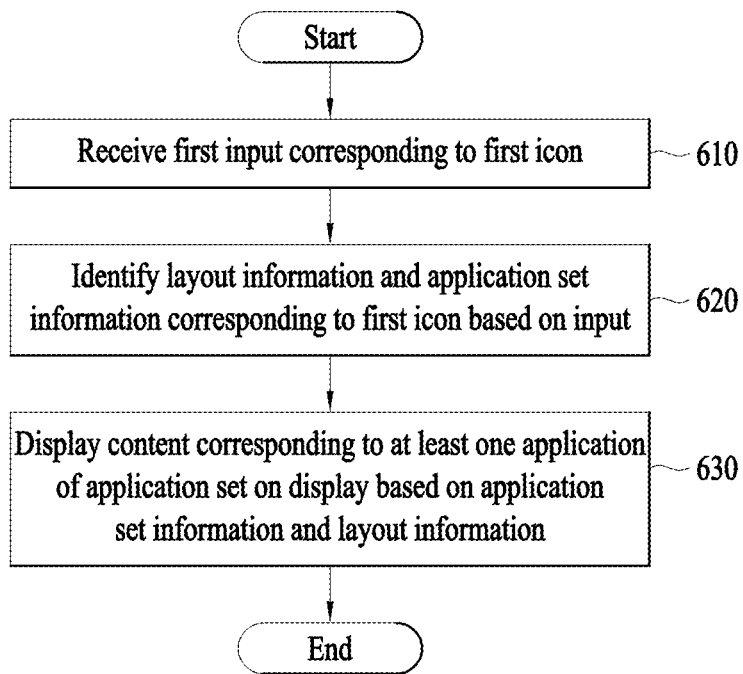 Start
Receive first input corresponding to first icon
610
Identify layout information and application set
information corresponding to first icon based on input
620
Display content corresponding to at least one application
of application set on display based on application
set information and layout information
630
End